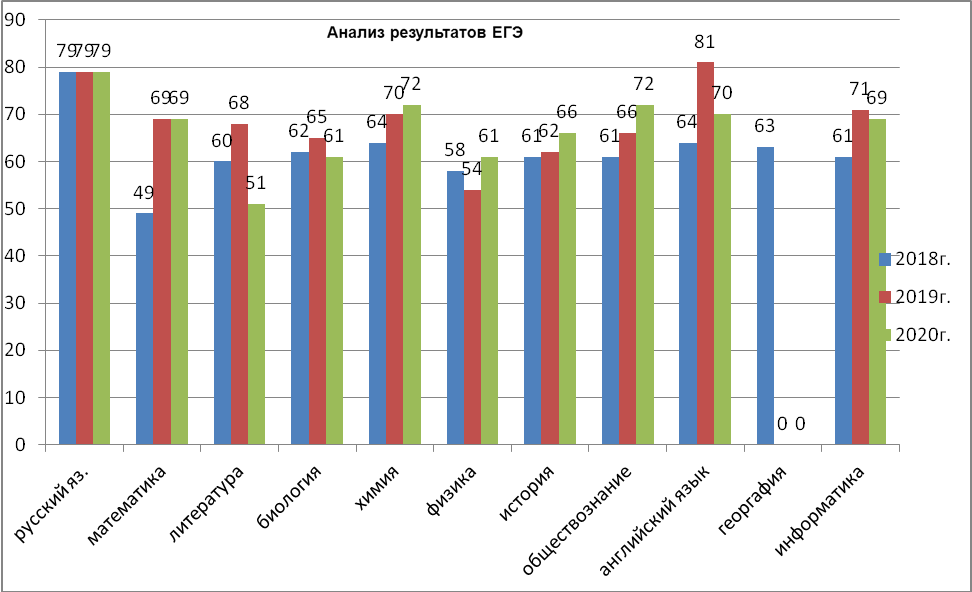 Анализ результатов ЕГЭ
90
80
70
60
50
40
30
20
10
0
79 79 79
49 69 69
60 68 51
62 65 61
64 70 72
58 54 61
61 62 66
61 66 72
64 81 70
63 0 0
61 71 69
русский яз.
математика
литература
биология
химия
физика
история
обществознание
английский язык
георгафия
информатика
2018г.
2019г.
2020г.